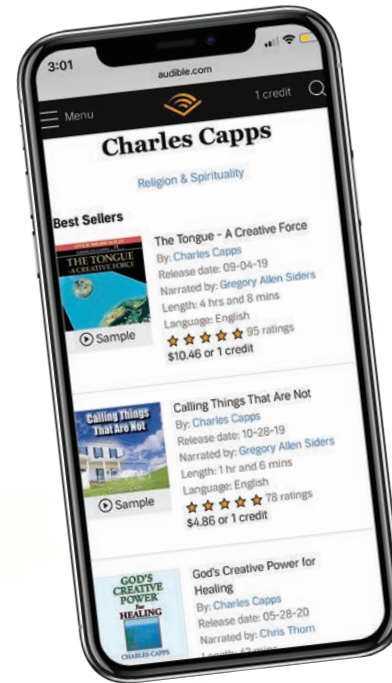 3:01
audible.com
Menu
1 credit
Charles Capps
Religion & Spirituality
Best Sellers
THE TONGUE
-A CREATIVE FORCE
Sample
The Tongue - A Creative Force
By: Charles Capps
Release date: 09-04-19
Narrated by: Gregory Allen Siders
Length: 4 hrs and 8 mins
Language: English
95 ratings
$10.46 or 1 credit
Calling Things
That Are Not
Sample
Calling Things That Are Not
By: Charles Capps
Release date: 10-28-19
Narrated by: Gregory Allen Siders
Length: 1 hr and 6 mins
Language: English
78 ratings
$4.86 or 1 credit
GOD'S
CREATIVE
POWER
for
HEALING
CHARLES CAPPS
God's Creative Power for
Healing
By: Charles Capps
Release date: 05-28-20
Narrated by: Chris Thom